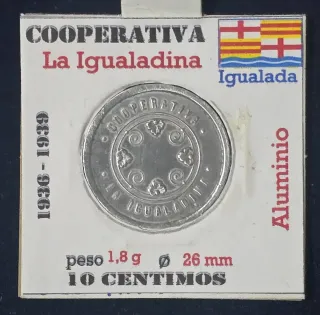 COOPERATIVA
La Igualadina
Igualada
1936 - 1939
COOPERATIVA
LA IGUALADINA
Aluminio
peso 1,8 g ø 26 mm
10 CENTIMOS